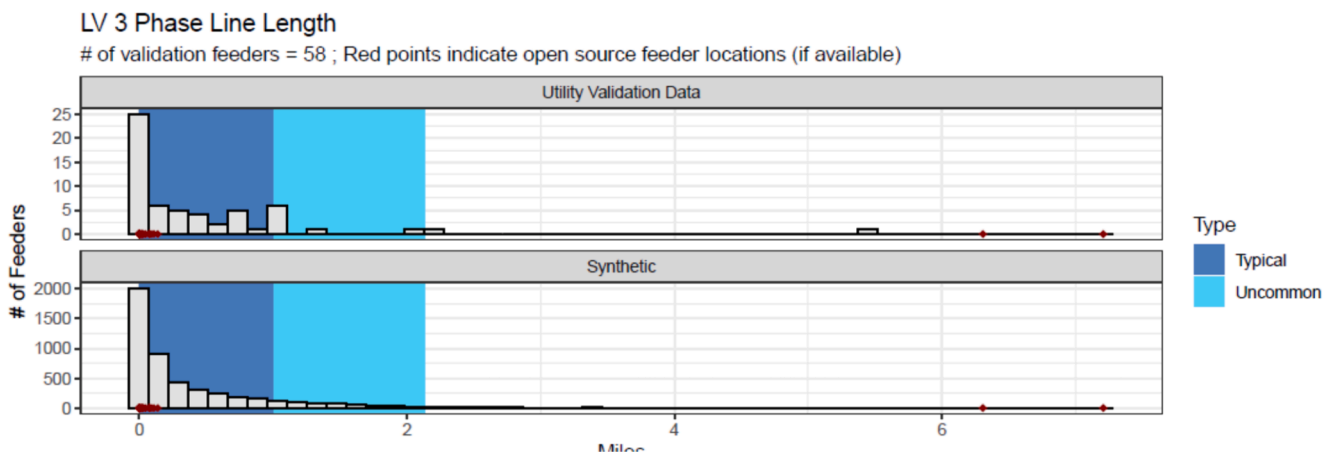 LV 3 Phase Line Length
# of validation feeders = 58 ; Red points indicate open source feeder locations (if available)
Utility Validation Data
25
20
15
10
5
0
Synthetic
2000
1500
1000
500
0
# of Feeders
0 2 4 6
Miles
Type
Typical
Uncommon